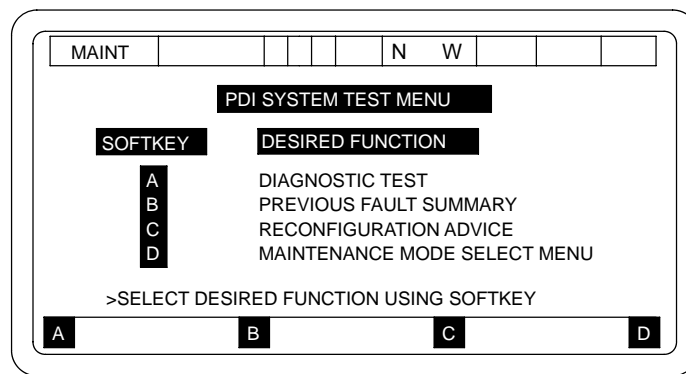 MAINT N W
PDI SYSTEM TEST MENU
SOFTKEY DESIRED FUNCTION
A DIAGNOSTIC TEST
B PREVIOUS FAULT SUMMARY
C RECONFIGURATION ADVICE
D MAINTENANCE MODE SELECT MENU
>SELECT DESIRED FUNCTION USING SOFTKEY
A B C D